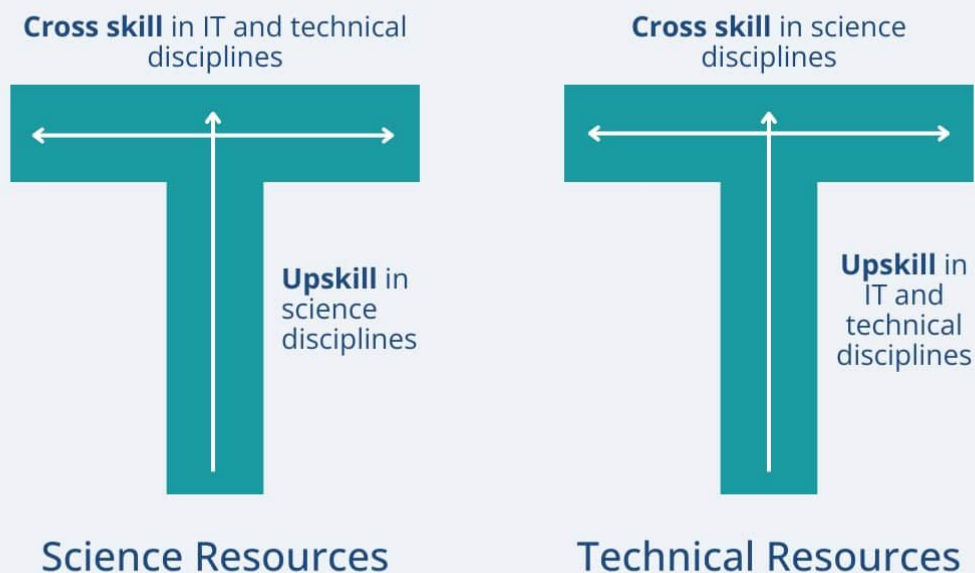 Cross skill in IT and technical
disciplines
Upskill in
science
disciplines
Science Resources
Cross skill in science
disciplines
Upskill in
IT and
technical
disciplines
Technical Resources